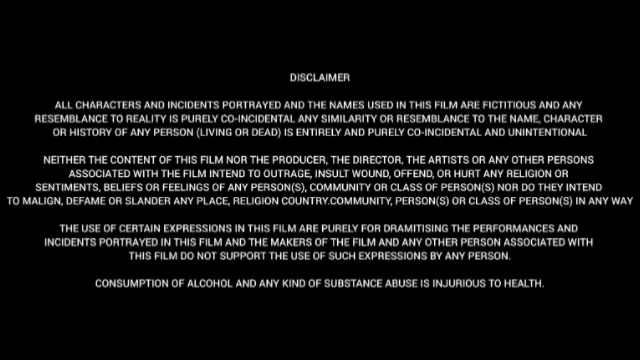 DISCLAIMER
ALL CHARACTERS AND INCIDENTS PORTRAYED AND THE NAMES USED IN THIS FILM ARE FICTITIOUS AND ANY
RESEMBLANCE TO REALITY IS PURELY CO-INCIDENTAL ANY SIMILARITY OR RESEMBLANCE TO THE NAME, CHARACTER
OR HISTORY OF ANY PERSON (LIVING OR DEAD) IS ENTIRELY AND PURELY CO-INCIDENTAL AND UNINTENTIONAL
NEITHER THE CONTENT OF THIS FILM NOR THE PRODUCER, THE DIRECTOR, THE ARTISTS OR ANY OTHER PERSONS
ASSOCIATED WITH THE FILM INTEND TO OUTRAGE, INSULT WOUND, OFFEND, OR HURT ANY RELIGION OR
SENTIMENTS, BELIEFS OR FEELINGS OF ANY PERSON(S), COMMUNITY OR CLASS OF PERSON(S) NOR DO THEY INTEND
TO MALIGN, DEFAME OR SLANDER ANY PLACE, RELIGION COUNTRY.COMMUNITY, PERSON(S) OR CLASS OF PERSON(S) IN ANY WAY
THE USE OF CERTAIN EXPRESSIONS IN THIS FILM ARE PURELY FOR DRAMITISING THE PERFORMANCES AND
INCIDENTS PORTRAYED IN THIS FILM AND THE MAKERS OF THE FILM AND ANY OTHER PERSON ASSOCIATED WITH
THIS FILM DO NOT SUPPORT THE USE OF SUCH EXPRESSIONS BY ANY PERSON.
CONSUMPTION OF ALCOHOL AND ANY KIND OF SUBSTANCE ABUSE IS INJURIOUS TO HEALTH.